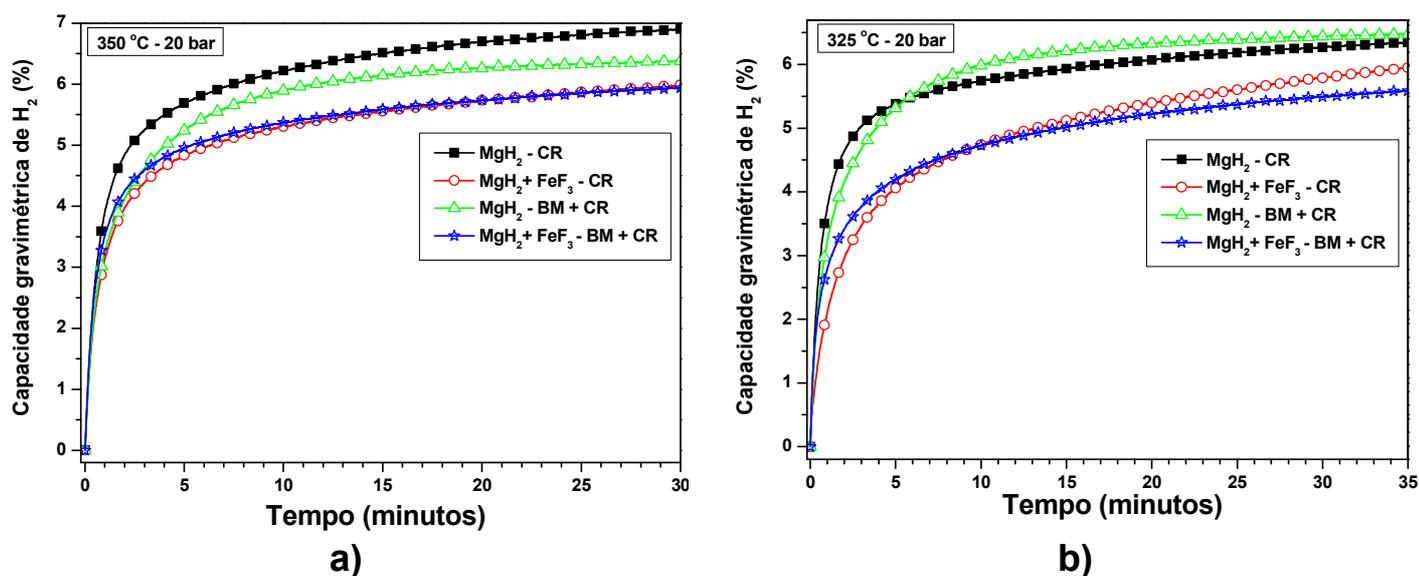 350 °C - 20 bar
Capacidade gravimétrica de H2 (%)
7
6
5
4
3
2
1
0
MgH2 - CR
MgH2+ FeF3 - CR
MgH2 - BM + CR
MgH2+ FeF3 - BM + CR
0 5 10 15 20 25 30
Tempo (minutos)
a)
325 °C - 20 bar
Capacidade gravimétrica de H2 (%)
6
5
4
3
2
1
0
MgH2 - CR
MgH2+ FeF3 - CR
MgH2 - BM + CR
MgH2+ FeF3 - BM + CR
0 5 10 15 20 25 30 35
Tempo (minutos)
b)